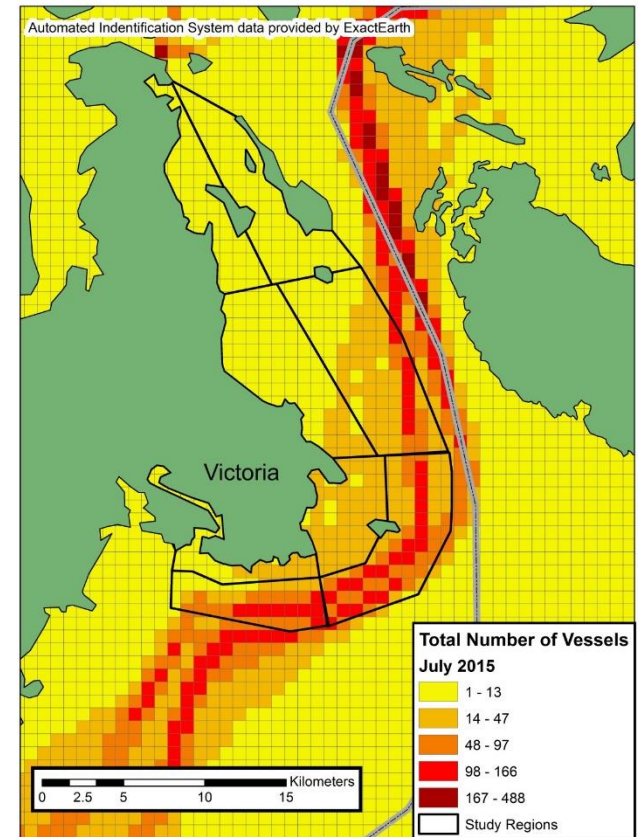 Automated Indentification System data provided by ExactEarth
Victoria
Total Number of Vessels
July 2015
1 - 13
14 - 47
48 - 97
98 - 166
167 - 488
Study Regions
Kilometers
0 2.5 5 10 15